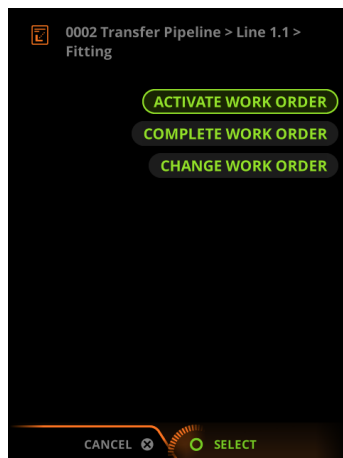 0002 Transfer Pipeline > Line 1.1 >
Fitting
ACTIVATE WORK ORDER
COMPLETE WORK ORDER
CHANGE WORK ORDER
CANCEL SELECT